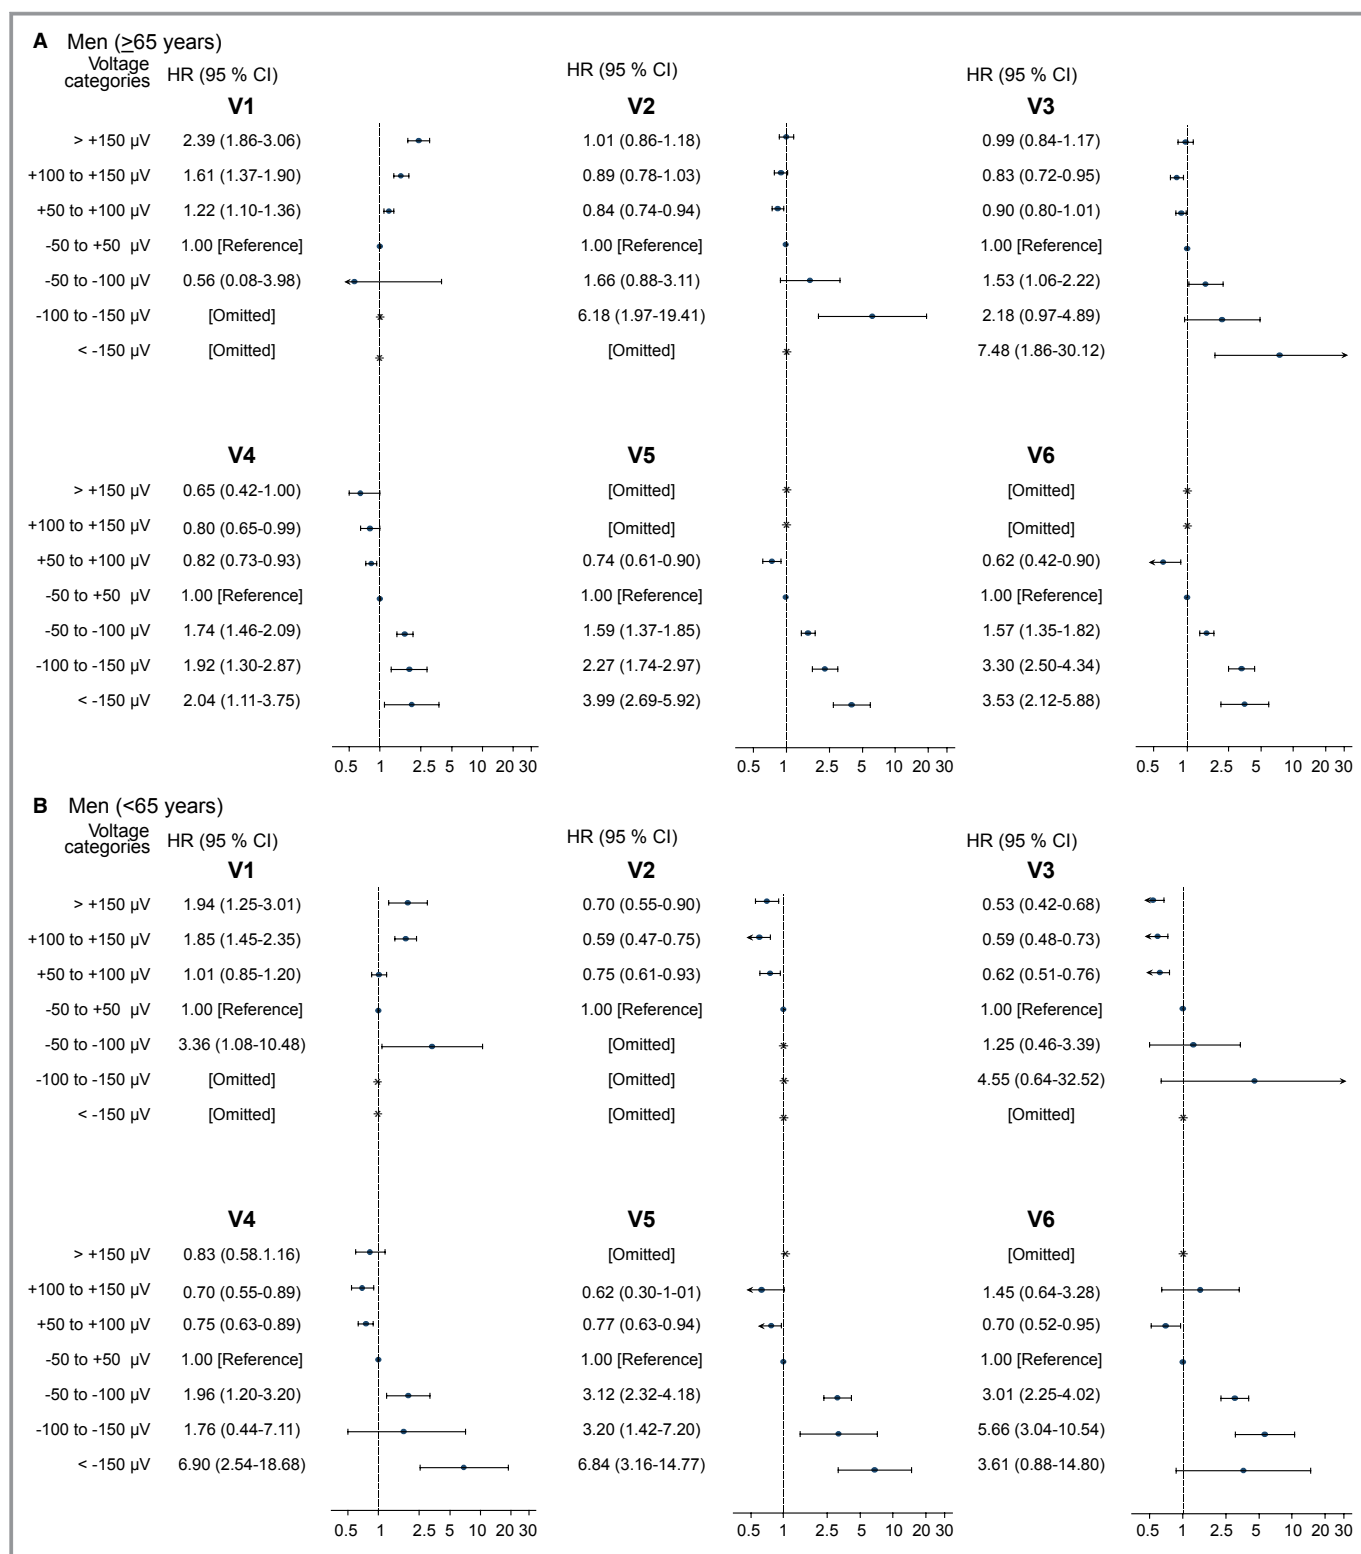 A Men (≥65 years)
Voltage categories HR (95 % CI) HR (95 % CI) HR (95 % CI)
V1 V2 V3
> +150 µV 2.39 (1.86-3.06) 1.01 (0.86-1.18) 0.99 (0.84-1.17)
+100 to +150 µV 1.61 (1.37-1.90) 0.89 (0.78-1.03) 0.83 (0.72-0.95)
+50 to +100 µV 1.22 (1.10-1.36) 0.84 (0.74-0.94) 0.90 (0.80-1.01)
-50 to +50 µV 1.00 [Reference] 1.00 [Reference] 1.00 [Reference]
-50 to -100 µV 0.56 (0.08-3.98) 1.66 (0.88-3.11) 1.53 (1.06-2.22)
-100 to -150 µV [Omitted] 6.18 (1.97-19.41) 2.18 (0.97-4.89)
< -150 µV [Omitted] [Omitted] 7.48 (1.86-30.12)
V4 V5 V6
> +150 µV 0.65 (0.42-1.00) [Omitted] [Omitted]
+100 to +150 µV 0.80 (0.65-0.99) [Omitted] [Omitted]
+50 to +100 µV 0.82 (0.73-0.93) 0.74 (0.61-0.90) 0.62 (0.42-0.90)
-50 to +50 µV 1.00 [Reference] 1.00 [Reference] 1.00 [Reference]
-50 to -100 µV 1.74 (1.46-2.09) 1.59 (1.37-1.85) 1.57 (1.35-1.82)
-100 to -150 µV 1.92 (1.30-2.87) 2.27 (1.74-2.97) 3.30 (2.50-4.34)
< -150 µV 2.04 (1.11-3.75) 3.99 (2.69-5.92) 3.53 (2.12-5.88)
0.5 1 2.5 5 10 20 30 0.5 1 2.5 5 10 20 30 0.5 1 2.5 5 10 20 30
B Men (<65 years)
Voltage categories HR (95 % CI) HR (95 % CI) HR (95 % CI)
V1 V2 V3
> +150 µV 1.94 (1.25-3.01) 0.70 (0.55-0.90) 0.53 (0.42-0.68)
+100 to +150 µV 1.85 (1.45-2.35) 0.59 (0.47-0.75) 0.59 (0.48-0.73)
+50 to +100 µV 1.01 (0.85-1.20) 0.75 (0.61-0.93) 0.62 (0.51-0.76)
-50 to +50 µV 1.00 [Reference] 1.00 [Reference] 1.00 [Reference]
-50 to -100 µV 3.36 (1.08-10.48) [Omitted] 1.25 (0.46-3.39)
-100 to -150 µV [Omitted] [Omitted] 4.55 (0.64-32.52)
< -150 µV [Omitted] [Omitted] [Omitted]
V4 V5 V6
> +150 µV 0.83 (0.58.1.16) [Omitted] [Omitted]
+100 to +150 µV 0.70 (0.55-0.89) 0.62 (0.30-1-01) 1.45 (0.64-3.28)
+50 to +100 µV 0.75 (0.63-0.89) 0.77 (0.63-0.94) 0.70 (0.52-0.95)
-50 to +50 µV 1.00 [Reference] 1.00 [Reference] 1.00 [Reference]
-50 to -100 µV 1.96 (1.20-3.20) 3.12 (2.32-4.18) 3.01 (2.25-4.02)
-100 to -150 µV 1.76 (0.44-7.11) 3.20 (1.42-7.20) 5.66 (3.04-10.54)
< -150 µV 6.90 (2.54-18.68) 6.84 (3.16-14.77) 3.61 (0.88-14.80)
0.5 1 2.5 5 10 20 30 0.5 1 2.5 5 10 20 30 0.5 1 2.5 5 10 20 30